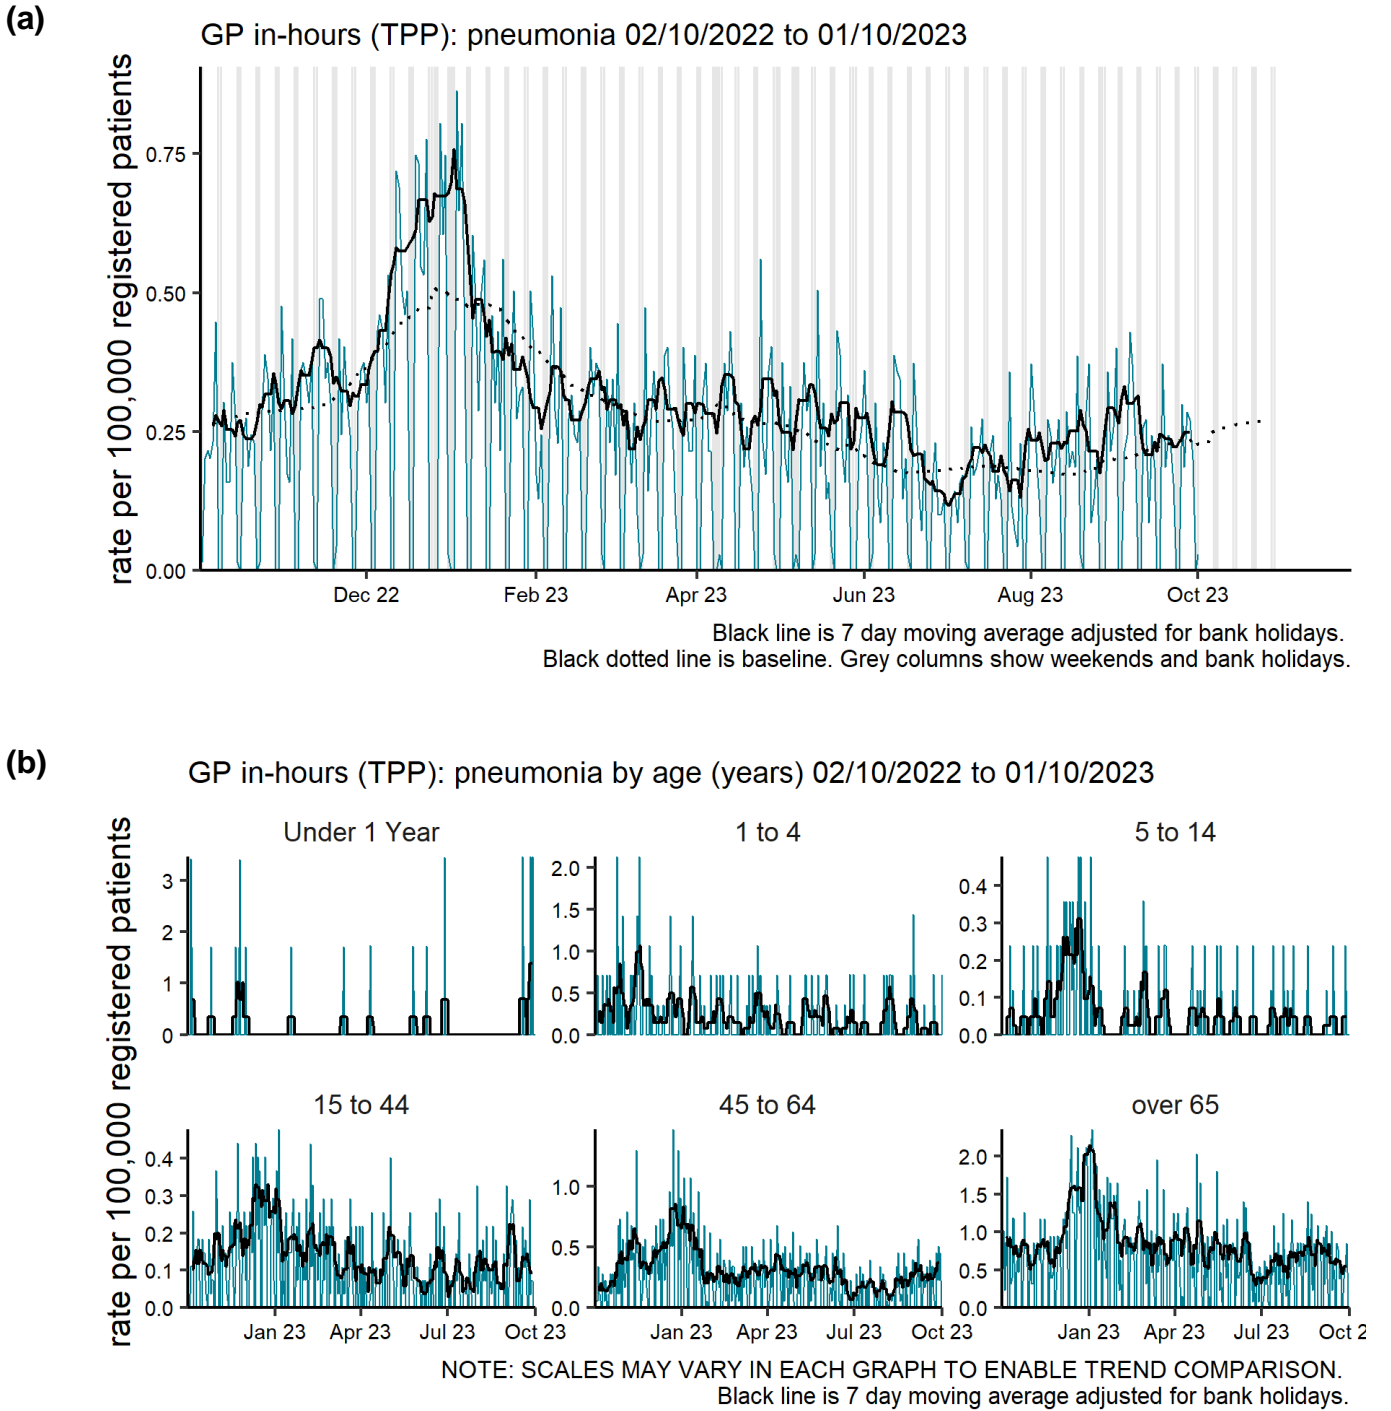 (a)
GP in-hours (TPP): pneumonia 02/10/2022 to 01/10/2023
rate per 100,000 registered patients
0.75
0.50
0.25
0.00
Dec 22 Feb 23 Apr 23 Jun 23 Aug 23 Oct 23
Black line is 7 day moving average adjusted for bank holidays.
Black dotted line is baseline. Grey columns show weekends and bank holidays.
(b)
GP in-hours (TPP): pneumonia by age (years) 02/10/2022 to 01/10/2023
rate per 100,000 registered patients
Under 1 Year
3
2
1
0
1 to 4
2.0
1.5
1.0
0.5
0.0
5 to 14
0.4
0.3
0.2
0.1
0.0
15 to 44
0.4
0.3
0.2
0.1
0.0
Jan 23 Apr 23 Jul 23 Oct 23
45 to 64
1.0
0.5
0.0
Jan 23 Apr 23 Jul 23 Oct 23
over 65
2.0
1.5
1.0
0.5
0.0
Jan 23 Apr 23 Jul 23 Oct 2
NOTE: SCALES MAY VARY IN EACH GRAPH TO ENABLE TREND COMPARISON.
Black line is 7 day moving average adjusted for bank holidays.